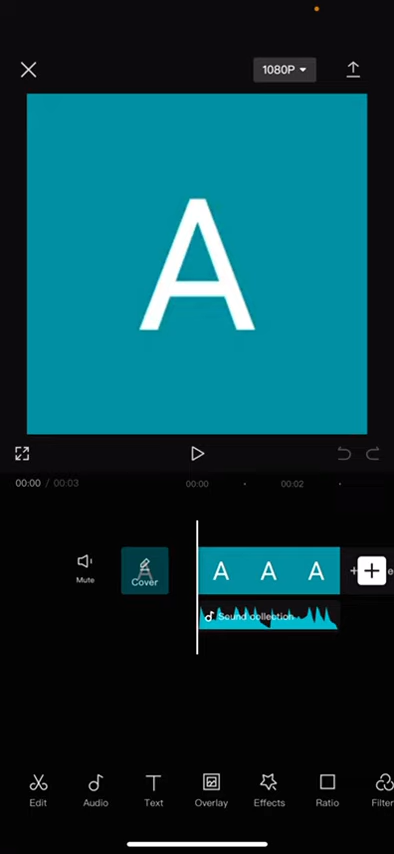 1080P
A
00:00 / 00:03
00:00
00:02
Mute
Cover
A A A
+
e
Sound collection
Edit
Audio
Text
Overlay
Effects
Ratio
Filter